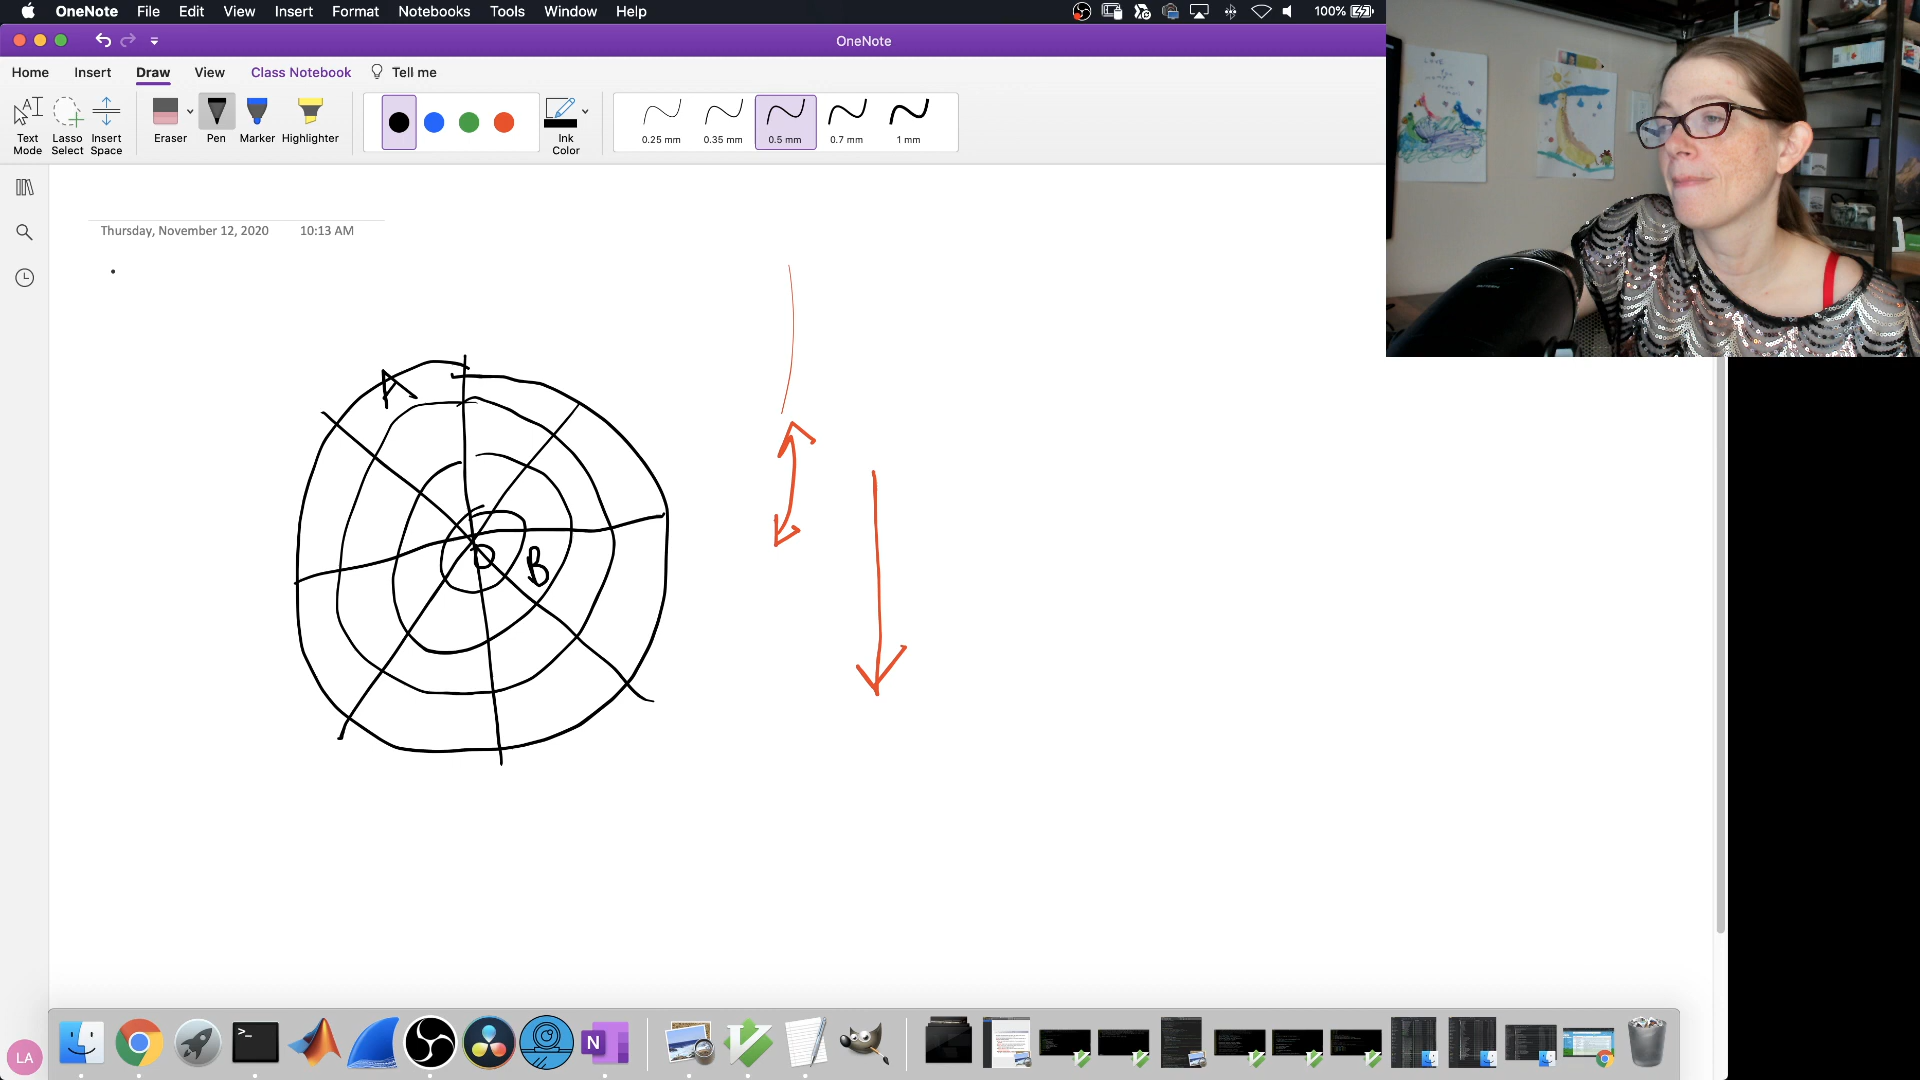 OneNote File Edit View Insert Format Notebooks Tools Window Help 100%
OneNote
Home Insert Draw View Class Notebook Tell me
Text Mode
Lasso Select
Insert Space
Eraser
Pen
Marker
Highlighter
Ink Color
0.25 mm
0.35 mm
0.5 mm
0.7 mm
1 mm
Thursday, November 12, 2020 10:13 AM
A
B
LA
>_
N